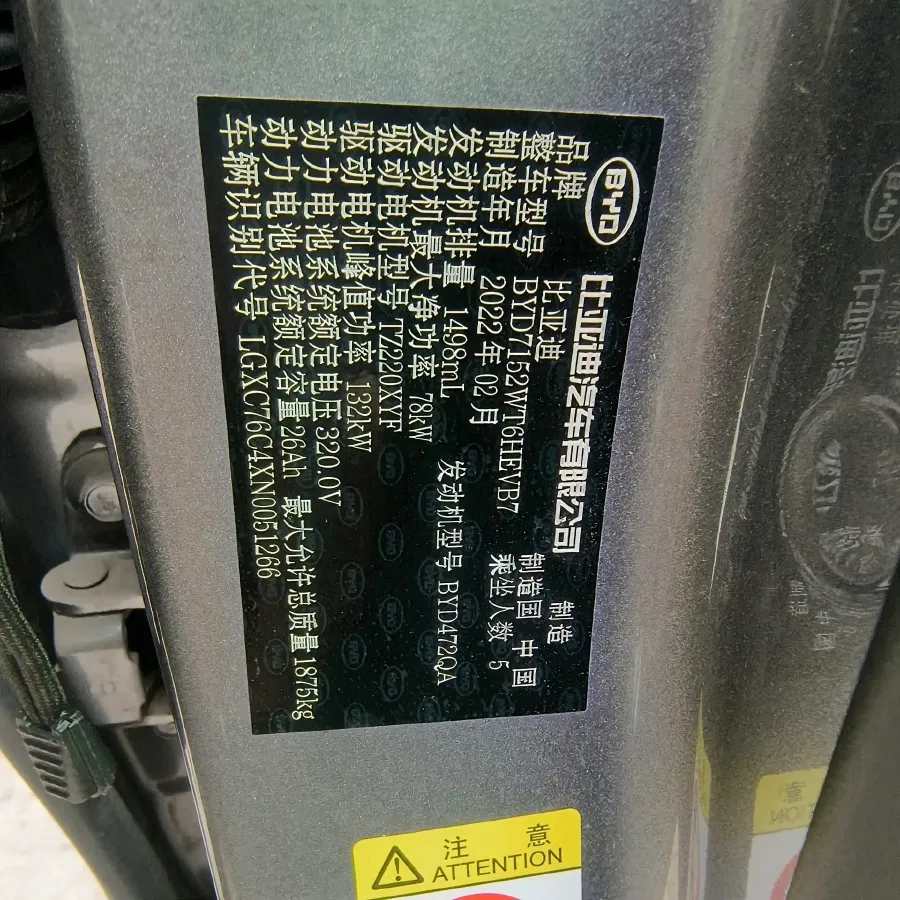 BYD 比亚迪汽车有限公司 制造
品牌 比亚迪 制造国 中国
整车型号 BYD7152WT6HEVB7 乘坐人数 5
制造年月 2022年02月
发动机排量 1498mL 发动机型号 BYD472QA
发动机最大净功率 78kW
驱动电机型号 TZ220XYF
驱动电机峰值功率 132kW
动力电池系统额定电压 320.0V
动力电池系统额定容量 26Ah 最大允许总质量 1875kg
车辆识别代号 LGXC76C4XN0051266
注意
ATTENTION